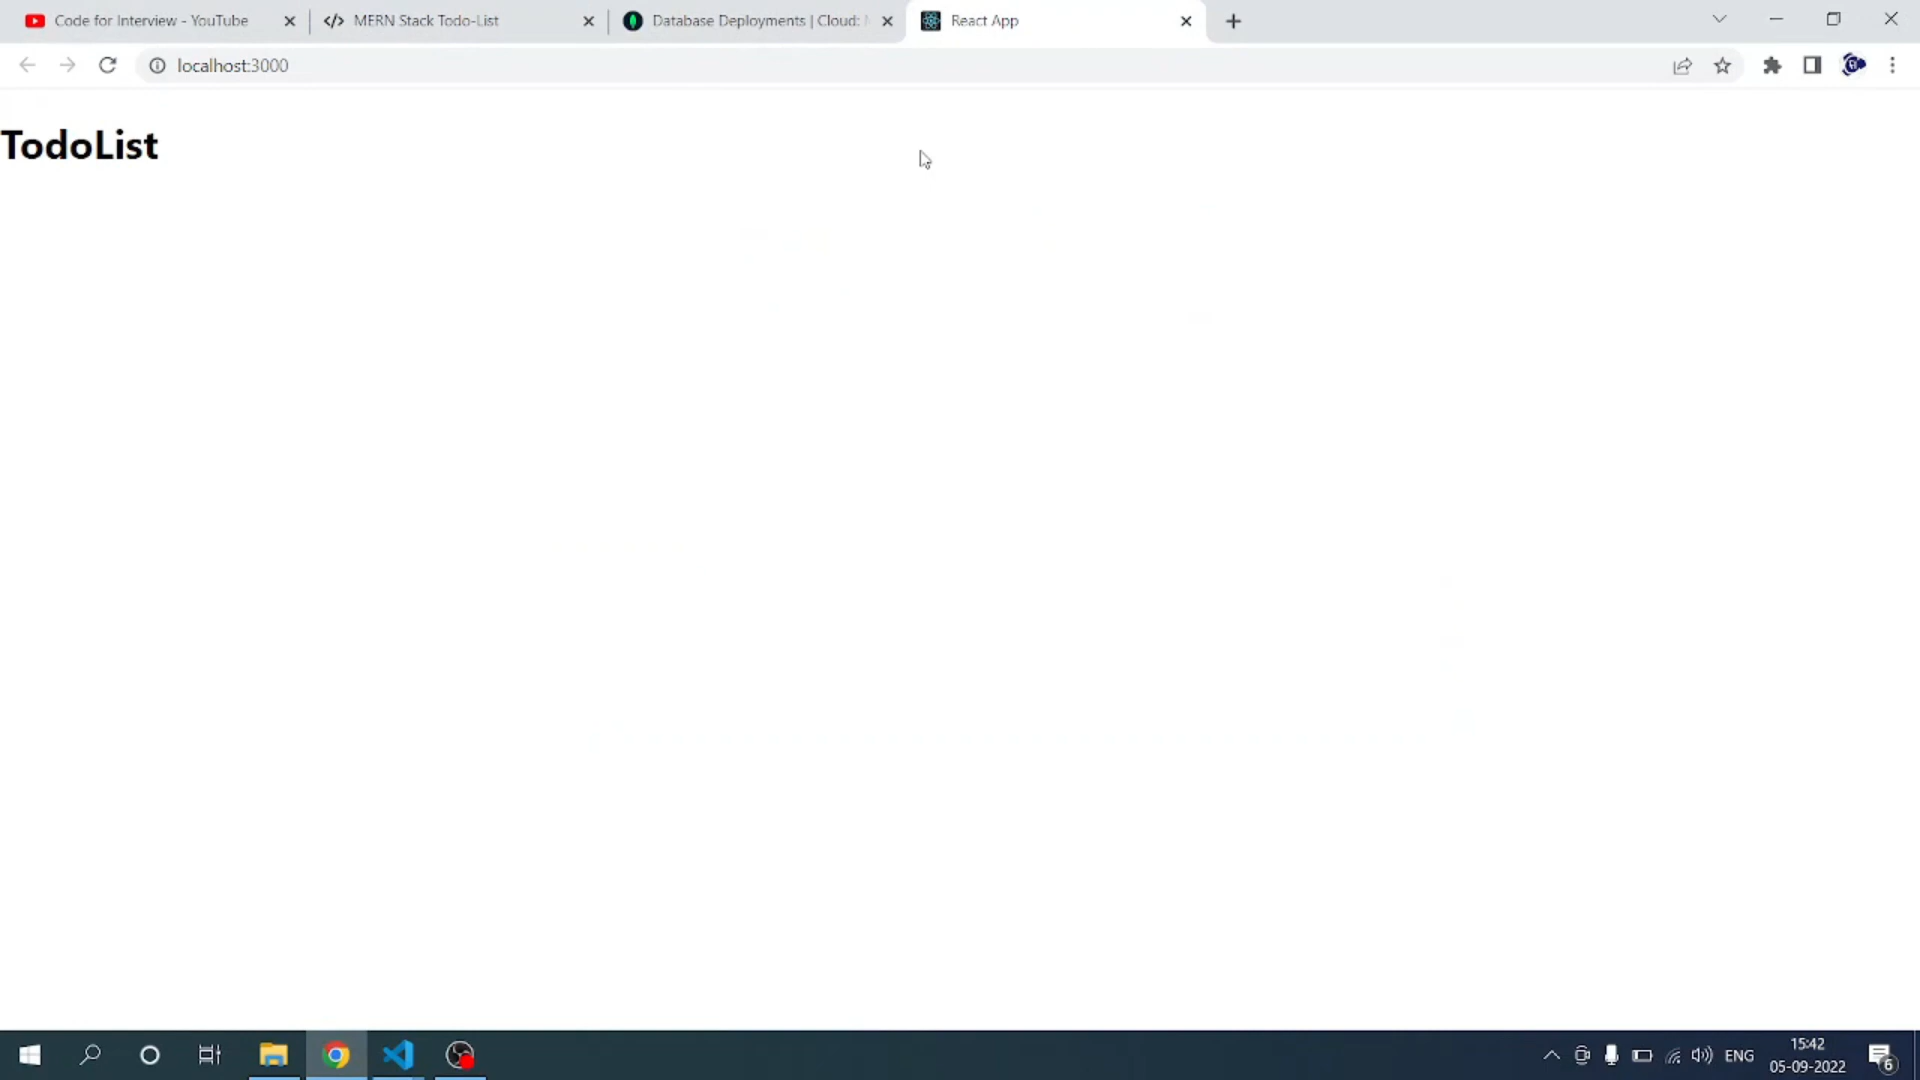 Code for Interview - YouTube
MERN Stack Todo-List
Database Deployments | Cloud:
React App
localhost:3000
TodoList
ENG
15:42
05-09-2022
6